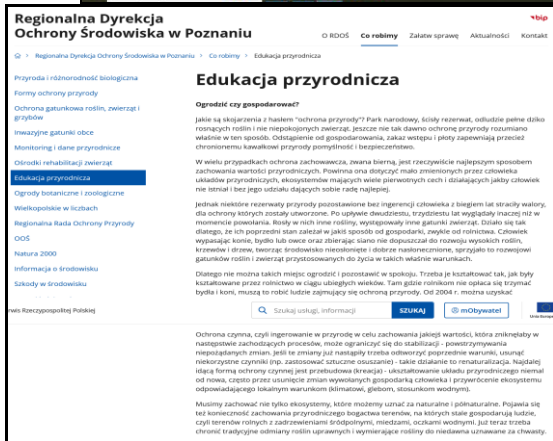 Regionalna Dyrekcja
Ochrony Środowiska w Poznaniu
bip
O RDOŚ Co robimy Załatw sprawę Aktualności Kontakt
Regionalna Dyrekcja Ochrony Środowiska w Poznaniu > Co robimy > Edukacja przyrodnicza
Przyroda i różnorodność biologiczna
Formy ochrony przyrody
Ochrona gatunkowa roślin, zwierząt i
grzybów
Inwazyjne gatunki obce
Monitoring i dane przyrodnicze
Ośrodki rehabilitacji zwierząt
Edukacja przyrodnicza
Ogrody botaniczne i zoologiczne
Wielkopolskie w liczbach
Regionalna Rada Ochrony Przyrody
OOŚ
Natura 2000
Informacja o środowisku
Szkody w środowisku
Edukacja przyrodnicza
Ogrodzić czy gospodarować?
Jakie są skojarzenia z hasłem "ochrona przyrody"? Park narodowy, ścisły rezerwat, odludzie pełne dziko
rosnących roślin i nie niepokojonych zwierząt. Jeszcze nie tak dawno ochronę przyrody rozumiano
właśnie w ten sposób. Odstąpienie od gospodarowania, zakaz wstępu i płoty zapewniają przecież
chronionemu kawałkowi przyrody pomyślność i bezpieczeństwo.
W wielu przypadkach ochrona zachowawcza, zwana bierną, jest rzeczywiście najlepszym sposobem
zachowania wartości przyrodniczych. Powinna ona dotyczyć mało zmienionych przez człowieka
układów przyrodniczych, ekosystemów mających wiele pierwotnych cech i działających jakby człowiek
nie istniał i bez jego udziału dających sobie radę najlepiej.
Jednak niektóre rezerwaty przyrody pozostawione bez ingerencji człowieka z biegiem lat straciły walory,
dla ochrony których zostały utworzone. Po upływie dwudziestu, trzydziestu lat wyglądały inaczej niż w
momencie powołania. Rosły w nich inne rośliny, występowały inne gatunki zwierząt. Działo się tak
dlatego, że ich poprzedni stan zależał w jakiś sposób od gospodarki, zwykle od rolnictwa. Człowiek
wypasając konie, bydło lub owce oraz zbierając siano nie dopuszczał do rozwoju wysokich roślin,
krzewów i drzew, tworząc środowisko nieosłonięte i dobrze nasłonecznione, sprzyjało to rozwojowi
gatunków roślin i zwierząt przystosowanych do życia w takich właśnie warunkach.
Dlatego nie można takich miejsc ogrodzić i pozostawić w spokoju. Trzeba je kształtować tak, jak były
kształtowane przez rolnictwo w ciągu ubiegłych wieków. Tam gdzie rolnikom nie opłaca się trzymać
bydła i koni, muszą to robić ludzie zajmujący się ochroną przyrody. Od 2004 r. można uzyskać
rwis Rzeczypospolitej Polskiej
Szukaj usługi, informacji SZUKAJ mObywatel
Ochrona czynna, czyli ingerowanie w przyrodę w celu zachowania jakiejś wartości, która zniknęłaby w
następstwie zachodzących procesów, może ograniczyć się do stabilizacji - powstrzymywania
niepożądanych zmian. Jeśli te zmiany już nastąpiły trzeba odtworzyć poprzednie warunki, usunąć
niekorzystne czynniki (np. zastosować sztuczne osuszanie) - takie działanie to renaturalizacja. Najdalej
idącą formą ochrony czynnej jest przebudowa (kreacja) - ukształtowanie układu przyrodniczego niemal
od nowa, często przez usunięcie zmian wywołanych gospodarką człowieka i przywrócenie ekosystemu
odpowiadającego lokalnym warunkom (klimatowi, glebom, stosunkom wodnym).
Musimy zachować nie tylko ekosystemy, które możemy uznać za naturalne i półnaturalne. Pojawia się
też konieczność zachowania przyrodniczego bogactwa terenów, na których stale gospodarują ludzie,
czyli terenów rolnych z zadrzewieniami śródpolnymi, miedzami, oczkami wodnymi. Już teraz trzeba
chronić tradycyjne odmiany roślin uprawnych i wymierające rośliny do niedawna uznawane za chwasty.